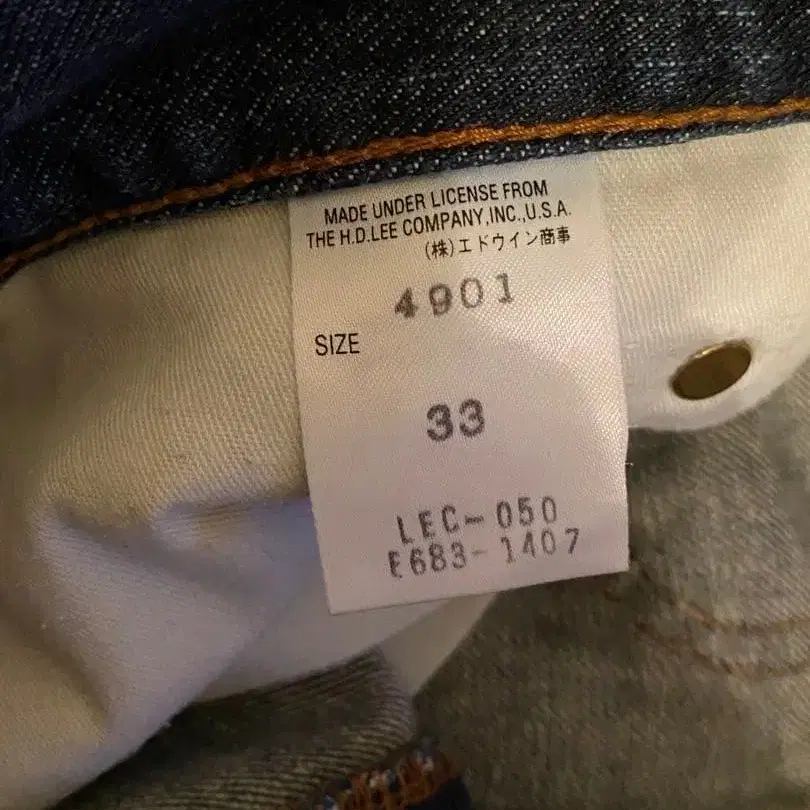 MADE UNDER LICENSE FROM
THE H.D.LEE COMPANY,INC.,U.S.A.
(株)エドウイン商事
4901
SIZE
33
LEC-050
E683-1407